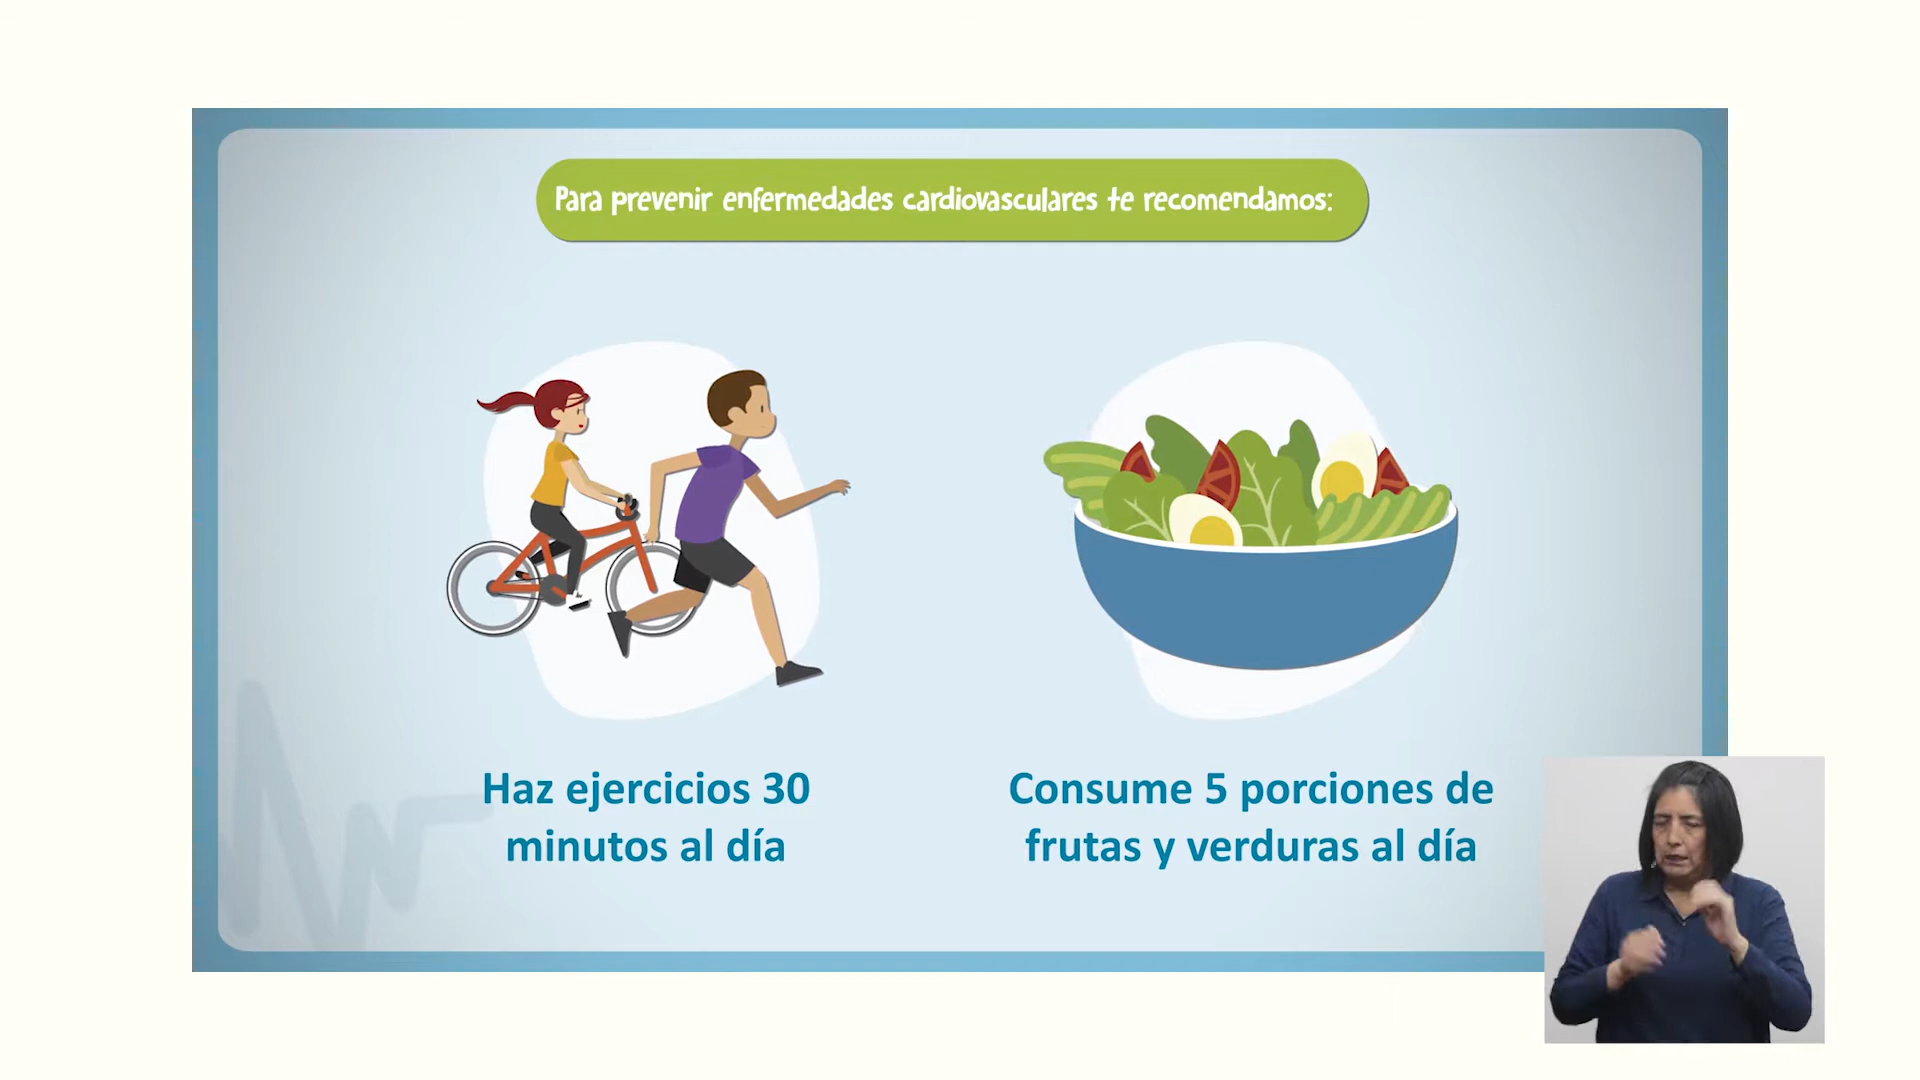 Para prevenir enfermedades cardiovasculares te recomendamos:
Haz ejercicios 30
minutos al día
Consume 5 porciones de
frutas y verduras al día